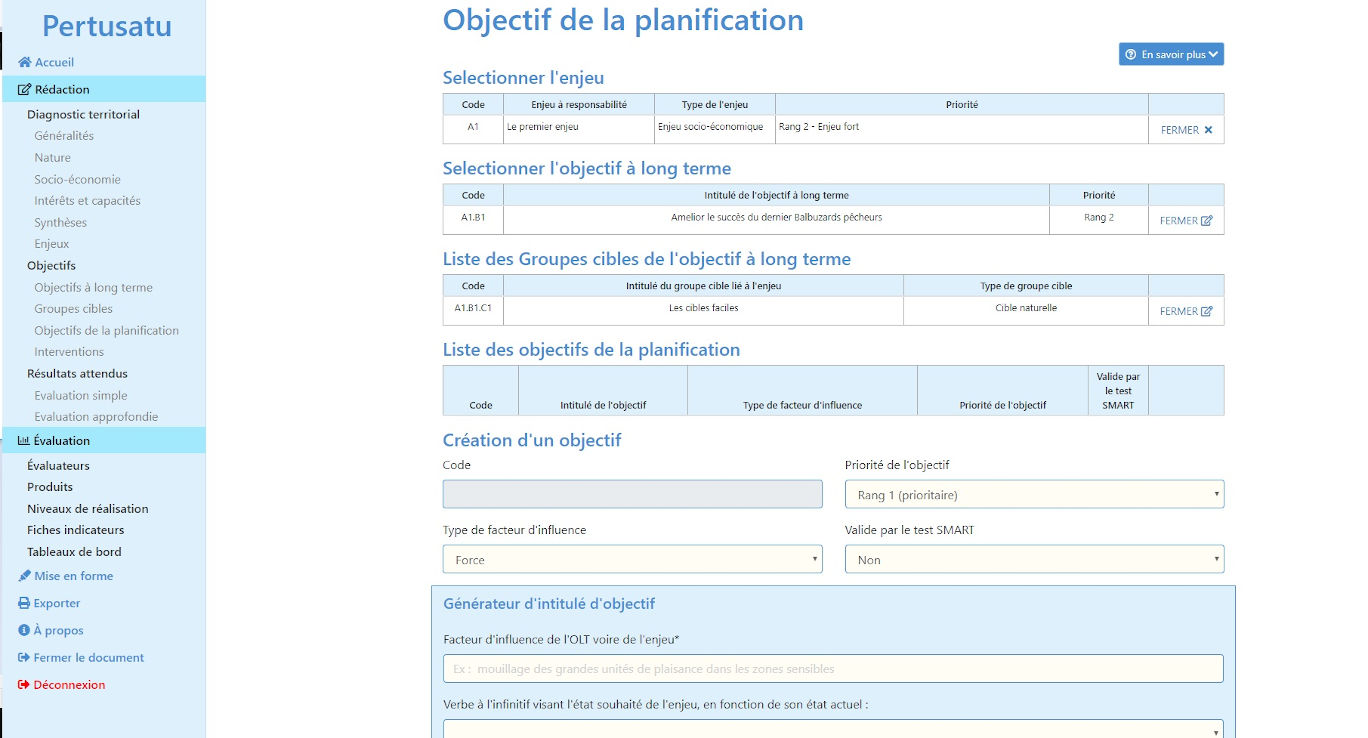 Pertusatu
Accueil
Rédaction
Diagnostic territorial
Généralités
Nature
Socio-économie
Intérêts et capacités
Synthèses
Enjeux
Objectifs
Objectifs à long terme
Groupes cibles
Objectifs de la planification
Interventions
Résultats attendus
Evaluation simple
Evaluation approfondie
Évaluation
Évaluateurs
Produits
Niveaux de réalisation
Fiches indicateurs
Tableaux de bord
Mise en forme
Exporter
À propos
Fermer le document
Déconnexion
Objectif de la planification
En savoir plus
Selectionner l'enjeu
Code Enjeu à responsabilité Type de l'enjeu Priorité
A1 Le premier enjeu Enjeu socio-économique Rang 2 - Enjeu fort FERMER
Selectionner l'objectif à long terme
Code Intitulé de l'objectif à long terme Priorité
A1.B1 Amelior le succès du dernier Balbuzards pêcheurs Rang 2 FERMER
Liste des Groupes cibles de l'objectif à long terme
Code Intitulé du groupe cible lié à l'enjeu Type de groupe cible
A1.B1.C1 Les cibles faciles Cible naturelle FERMER
Liste des objectifs de la planification
Valide par
le test
Code Intitulé de l'objectif Type de facteur d'influence Priorité de l'objectif SMART
Création d'un objectif
Code Priorité de l'objectif
Rang 1 (prioritaire)
Type de facteur d'influence Valide par le test SMART
Force Non
Générateur d'intitulé d'objectif
Facteur d'influence de l'OLT voire de l'enjeu*
Ex : mouillage des grandes unités de plaisance dans les zones sensibles
Verbe à l'infinitif visant l'état souhaité de l'enjeu, en fonction de son état actuel :